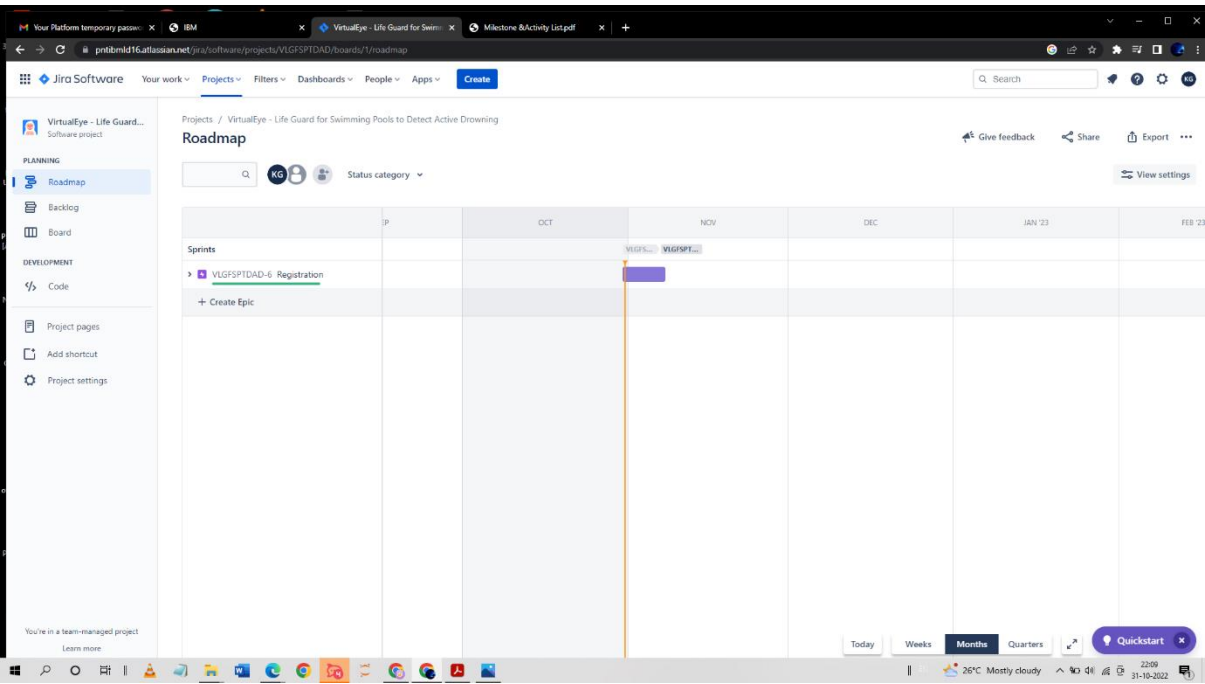 Your Platform temporary passwo
IBM
VirtualEye - Life Guard for Swimm
Milestone &Activity List.pdf
pntibmld16.atlassian.net/jira/software/projects/VLGFSPTDAD/boards/1/roadmap
Jira Software Your work Projects Filters Dashboards People Apps Create Search KG
VirtualEye - Life Guard...
Software project
PLANNING
Roadmap
Backlog
Board
DEVELOPMENT
Code
Project pages
Add shortcut
Project settings
You're in a team-managed project
Learn more
Projects / VirtualEye - Life Guard for Swimming Pools to Detect Active Drowning
Roadmap
Give feedback Share Export
KG Status category View settings
OCT NOV DEC JAN '23 FEB '23
Sprints VLGFS... VLGFSPT...
VLGFSPTDAD-6 Registration
+ Create Epic
Today Weeks Months Quarters Quickstart
26°C Mostly cloudy 22:09
31-10-2022